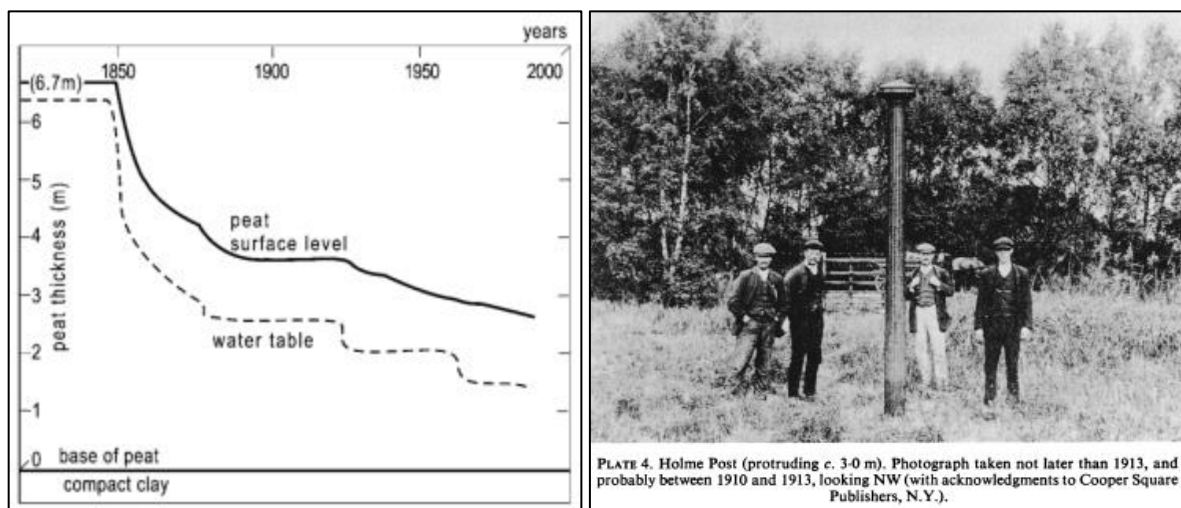 years
1850 1900 1950 2000
(6.7m)
6
5
4
3
2
1
0
peat thickness (m)
peat
surface level
water table
base of peat
compact clay
PLATE 4. Holme Post (protruding c. 3·0 m). Photograph taken not later than 1913, and
probably between 1910 and 1913, looking NW (with acknowledgments to Cooper Square
Publishers, N.Y.).